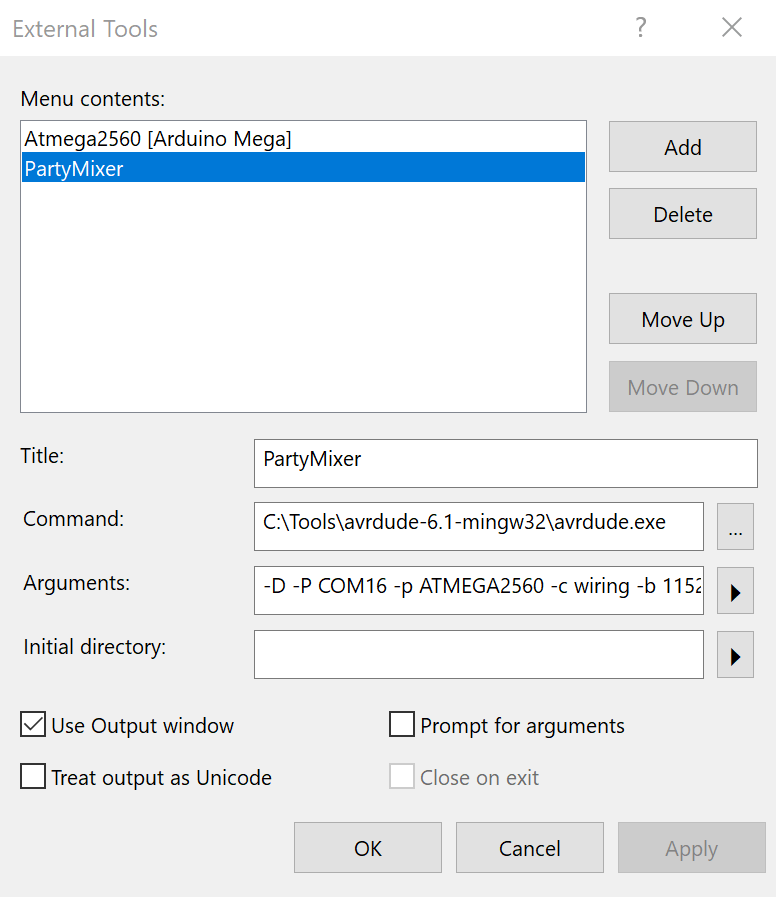 External Tools ?
Menu contents:
Atmega2560 [Arduino Mega]
PartyMixer
Add
Delete
Move Up
Move Down
Title: PartyMixer
Command: C:\Tools\avrdude-6.1-mingw32\avrdude.exe ...
Arguments: -D -P COM16 -p ATMEGA2560 -c wiring -b 1152
Initial directory:
Use Output window Prompt for arguments
Treat output as Unicode Close on exit
OK Cancel Apply